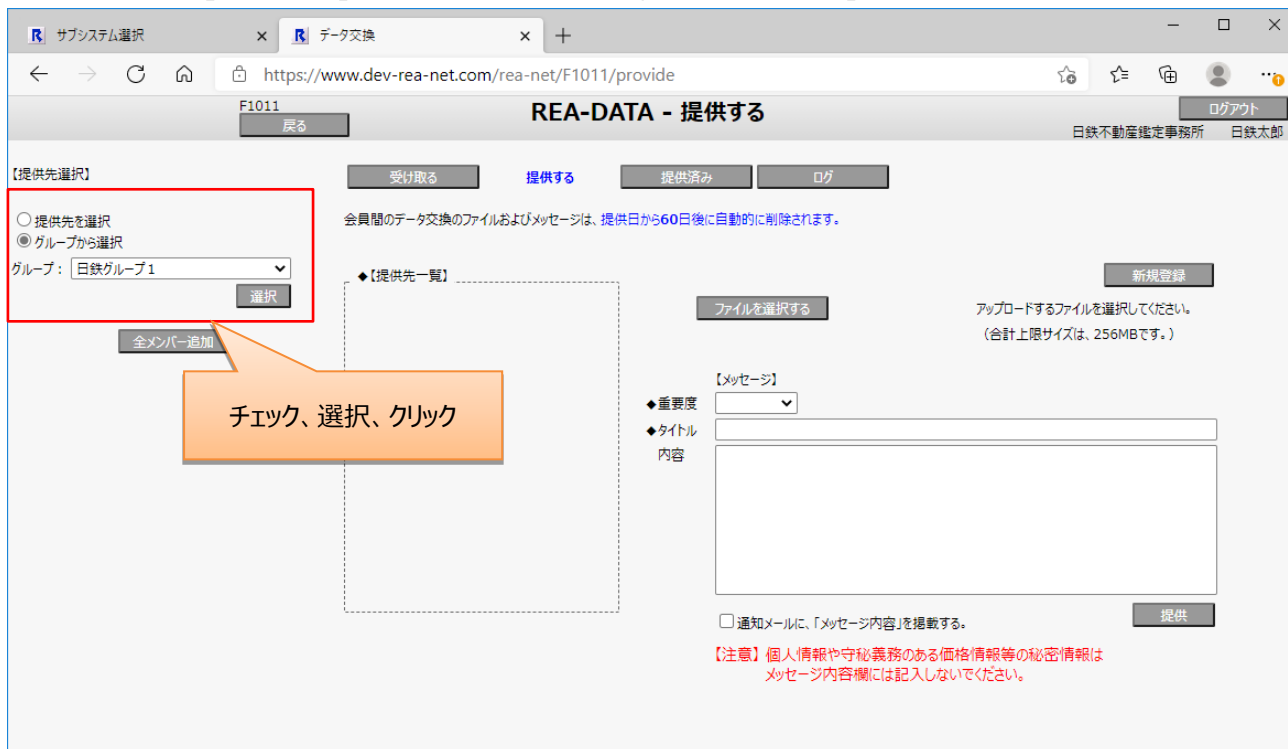 サブシステム選択
データ交換
https://www.dev-rea-net.com/rea-net/F1011/provide
F1011
戻る
REA-DATA - 提供する
ログアウト
日鉄不動産鑑定事務所 日鉄太郎
【提供先選択】
受け取る 提供する 提供済み ログ
提供先を選択
グループから選択
グループ： 日鉄グループ1
選択
全メンバー追加
会員間のデータ交換のファイルおよびメッセージは、提供日から60日後に自動的に削除されます。
◆【提供先一覧】
新規登録
ファイルを選択する
アップロードするファイルを選択してください。
（合計上限サイズは、256MBです。）
チェック、選択、クリック
【メッセージ】
◆重要度
◆タイトル
内容
通知メールに、「メッセージ内容」を掲載する。
提供
【注意】個人情報や守秘義務のある価格情報等の秘密情報は
メッセージ内容欄には記入しないでください。